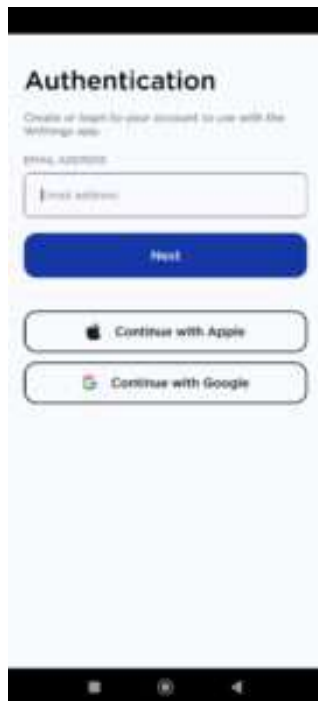 Authentication
Create or login to your account to use with the
Withings app.
EMAIL ADDRESS
Email address
Next
Continue with Apple
Continue with Google